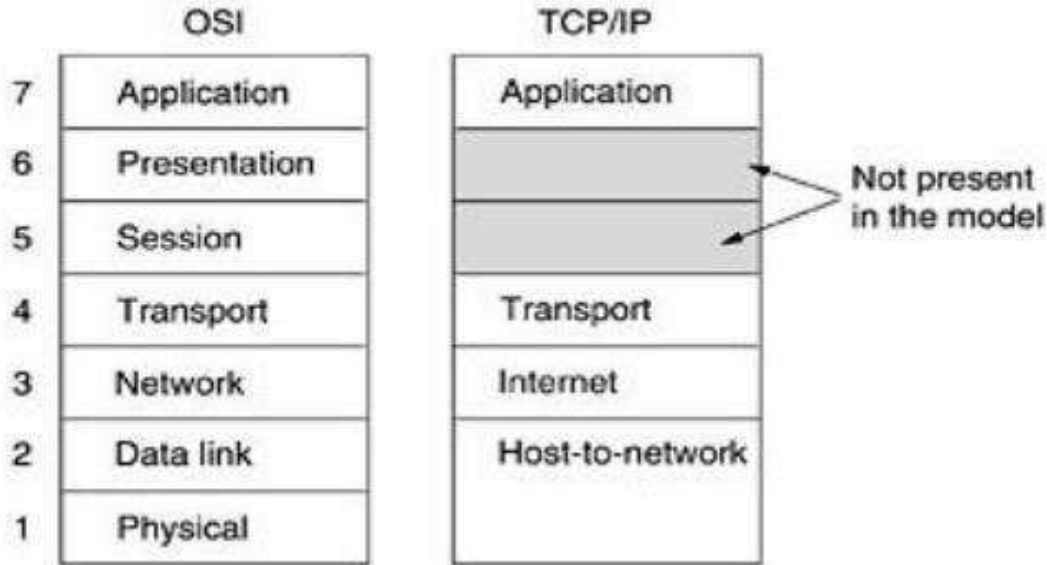 OSI TCP/IP
7 Application Application
6 Presentation
Not present
in the model
5 Session
4 Transport Transport
3 Network Internet
2 Data link Host-to-network
1 Physical